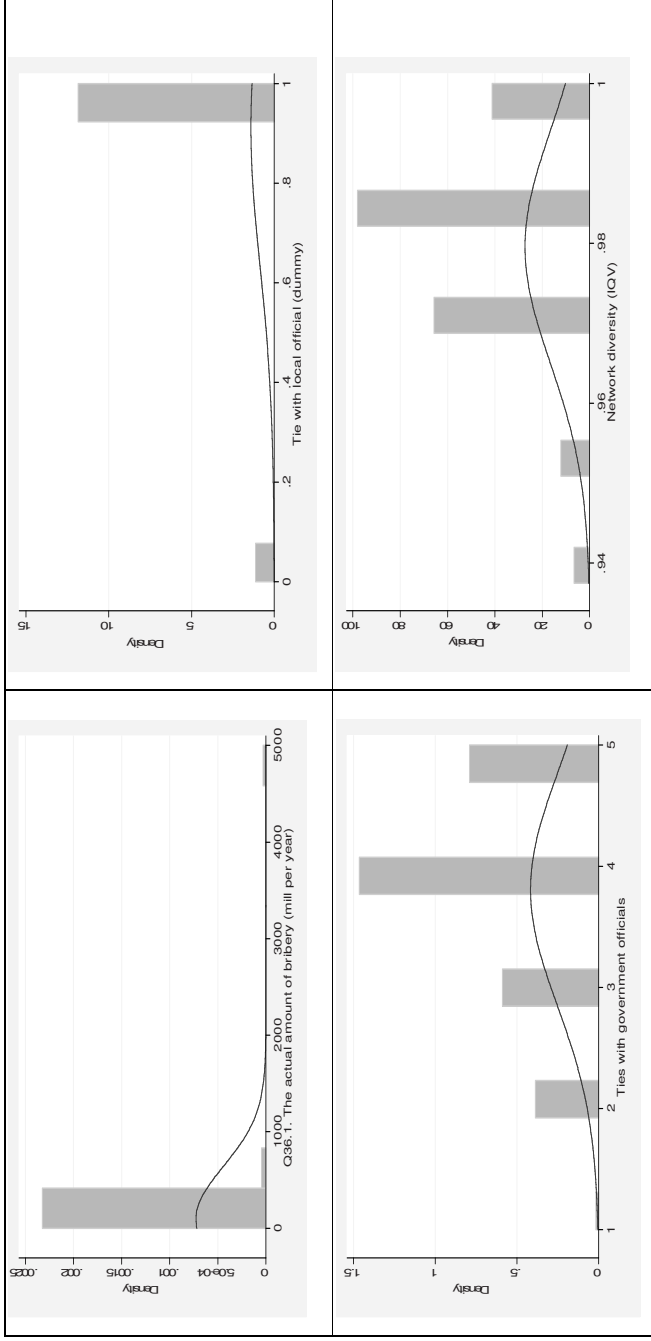 Density
.0025
.002
.0015
.001
5.0e-04
0
0 1000 2000 3000 4000 5000
Q36.1. The actual amount of bribery (mill per year)
Density
15
10
5
0
0 .2 .4 .6 .8 1
Tie with local official (dummy)
Density
1.5
1
.5
0
1 2 3 4 5
Ties with government officials
Density
100
80
60
40
20
0
.94 .96 .98 1
Network diversity (IQV)